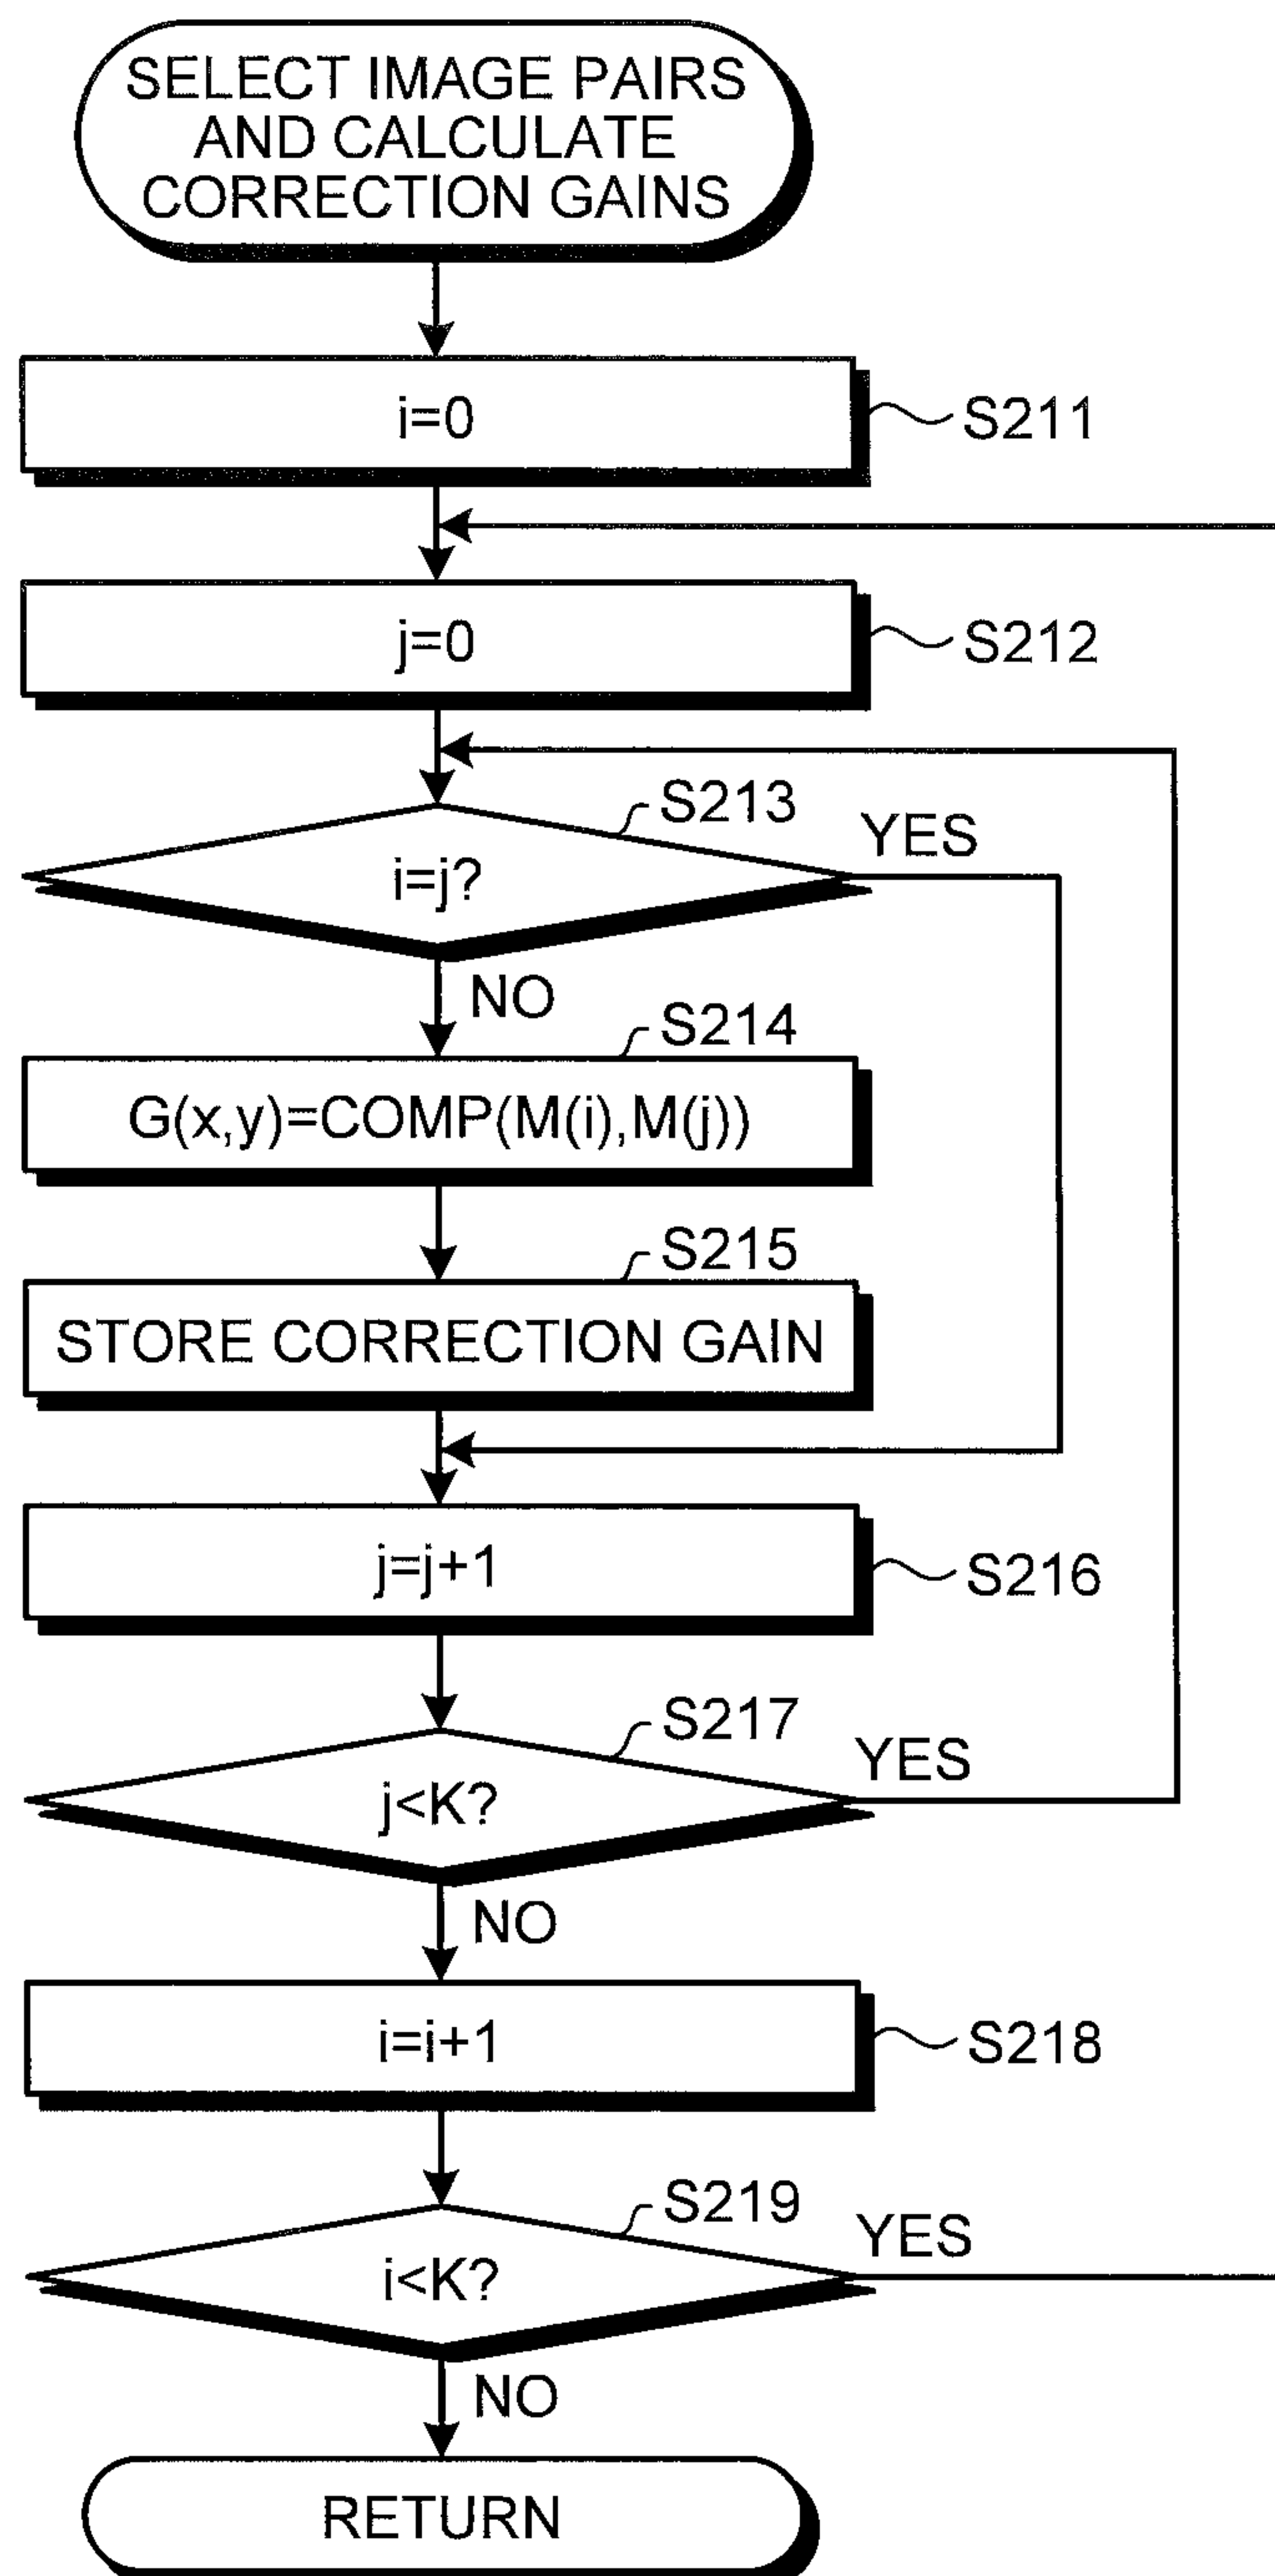 SELECT IMAGE PAIRS
AND CALCULATE
CORRECTION GAINS
i=0
S211
j=0
S212
S213
YES
i=j?
NO
S214
G(x,y)=COMP(M(i),M(j))
S215
STORE CORRECTION GAIN
j=j+1
S216
S217
YES
j<K?
NO
i=i+1
S218
S219
YES
i<K?
NO
RETURN